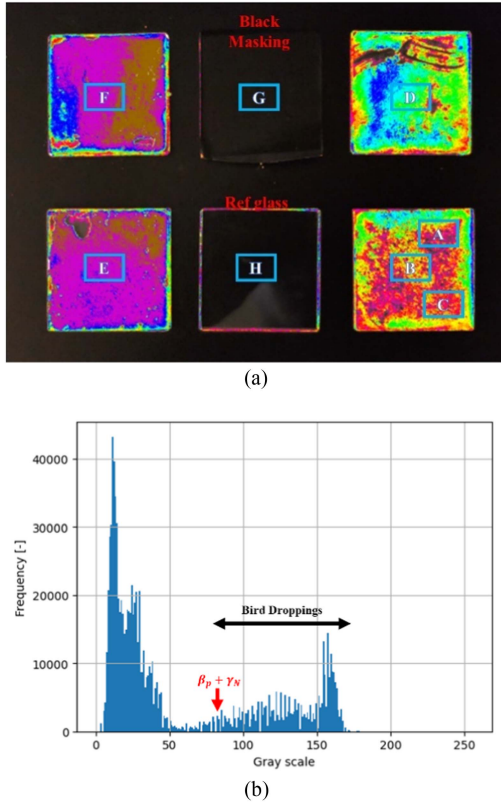 Black
Masking
F
G
D
Ref glass
A
E
H
B
C
(a)
40000
30000
20000
10000
0
Frequency [-]
Bird Droppings
βp + γN
0 50 100 150 200 250
Gray scale
(b)